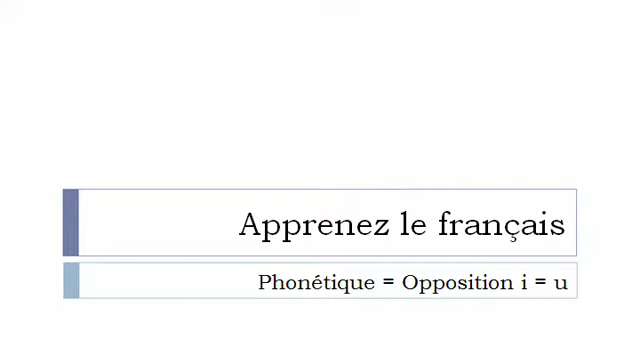 Apprenez le français
Phonétique = Opposition i = u